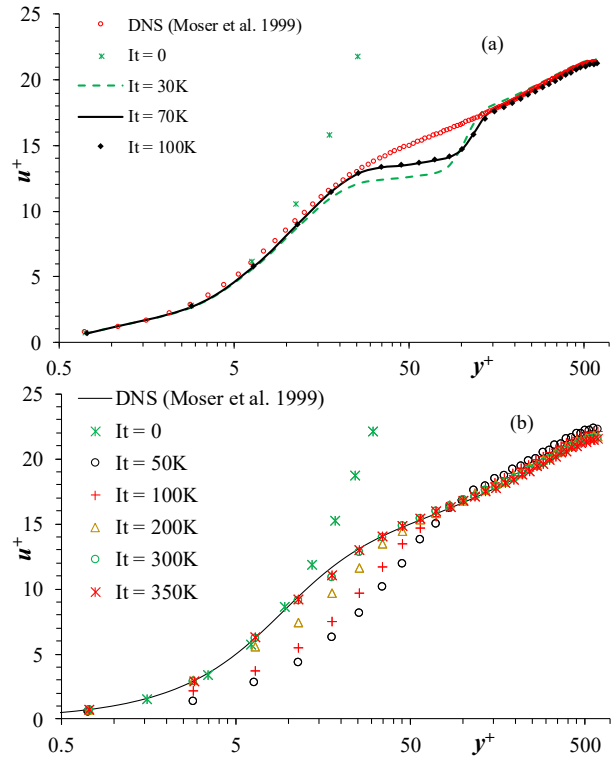 DNS (Moser et al. 1999)
It = 0
It = 30K
It = 70K
It = 100K
(a)
25
20
15
10
5
0
u+
0.5
5
50
y+
500
DNS (Moser et al. 1999)
It = 0
It = 50K
It = 100K
It = 200K
It = 300K
It = 350K
(b)
25
20
15
10
5
0
u+
0.5
5
50
y+
500